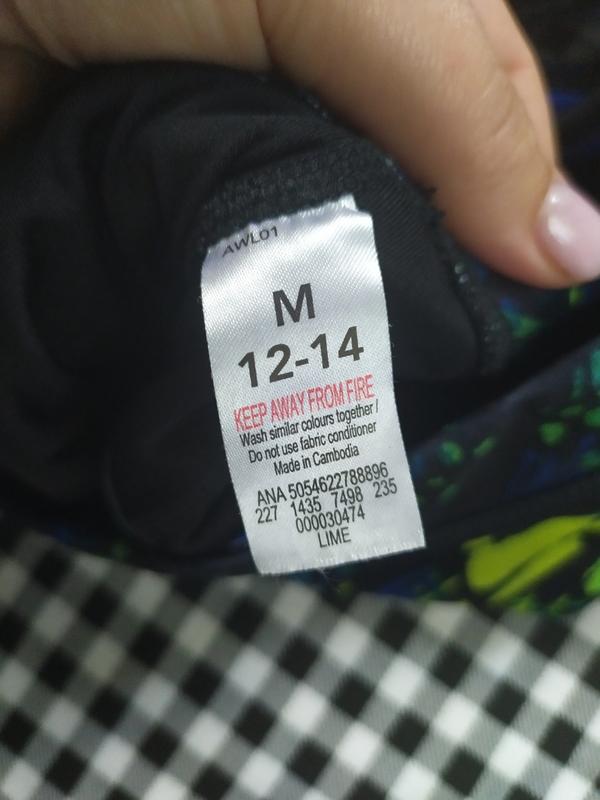 AWL01
M
12-14
KEEP AWAY FROM FIRE
Wash similar colours together /
Do not use fabric conditioner
Made in Cambodia
ANA 5054622788896
227 1435 7498 235
000030474
LIME